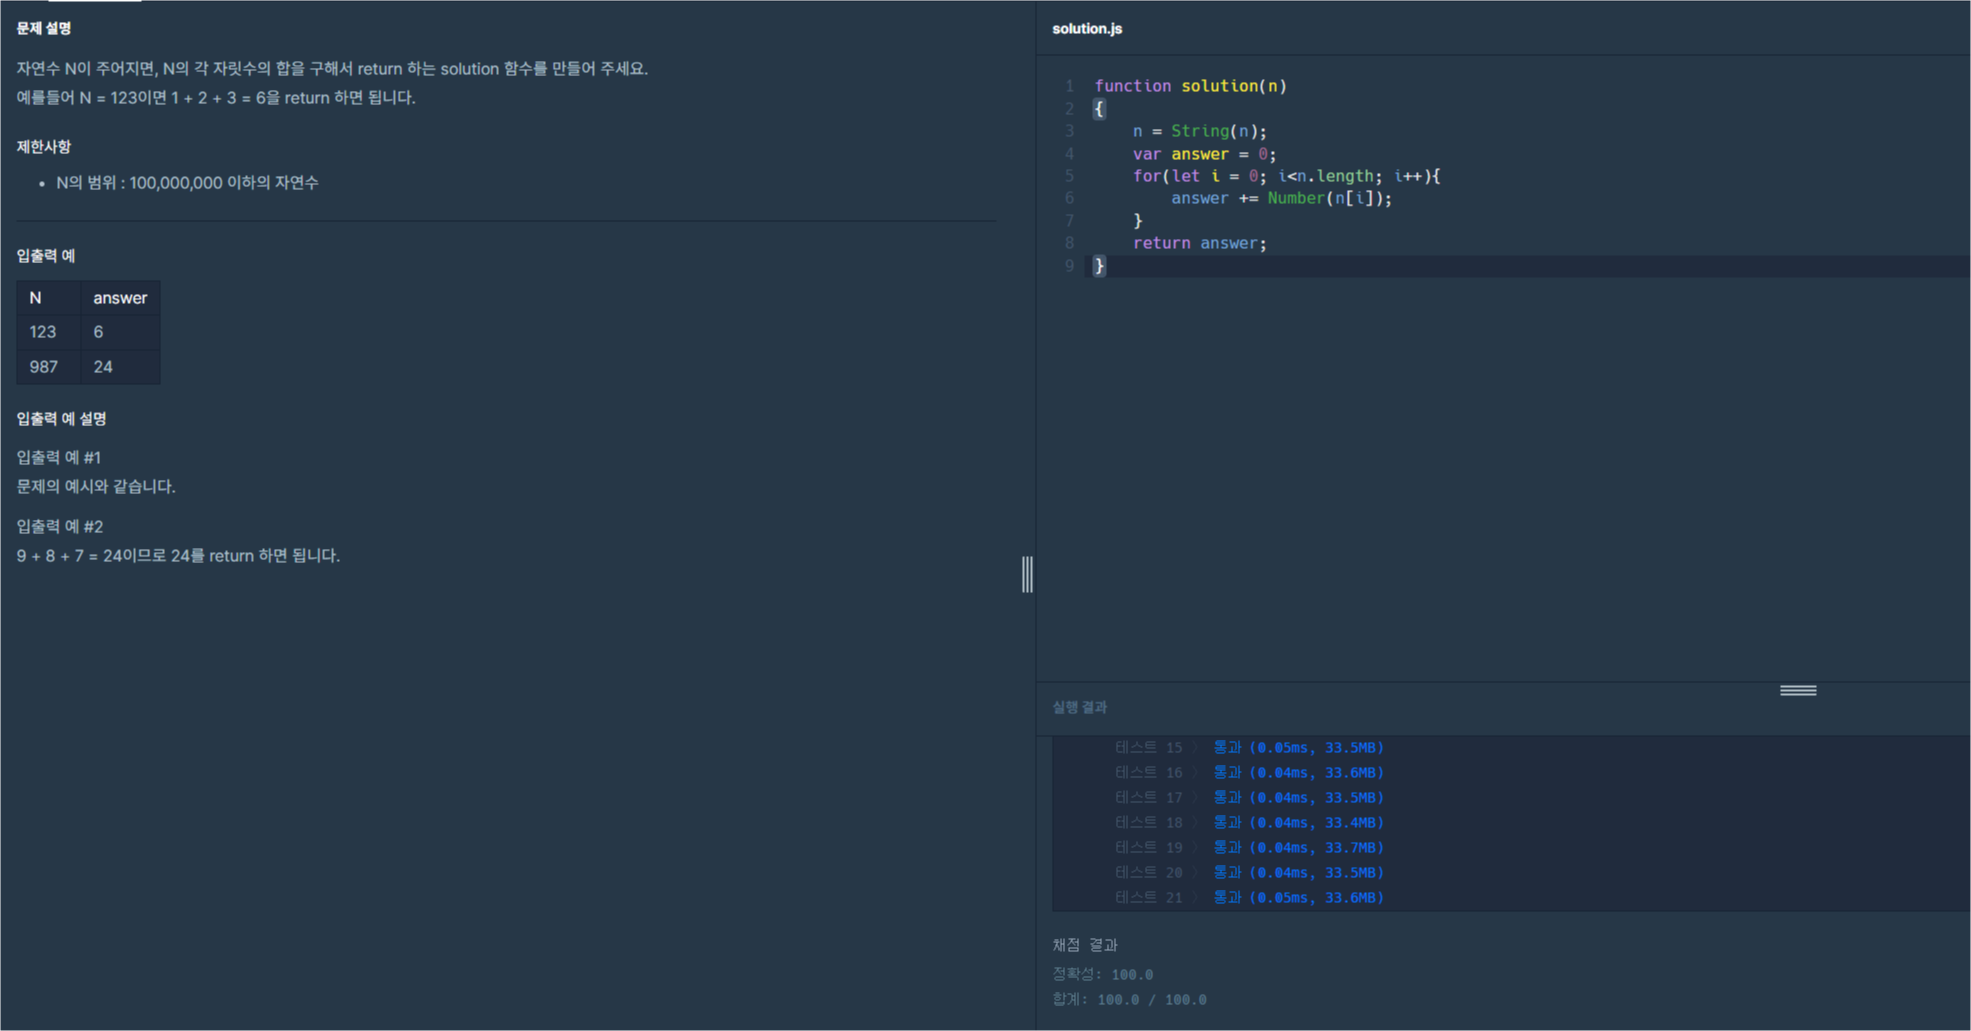 문제 설명
자연수 N이 주어지면, N의 각 자릿수의 합을 구해서 return 하는 solution 함수를 만들어 주세요.
예를들어 N = 123이면 1 + 2 + 3 = 6을 return 하면 됩니다.
제한사항
• N의 범위 : 100,000,000 이하의 자연수
입출력 예
N answer
123 6
987 24
입출력 예 설명
입출력 예 #1
문제의 예시와 같습니다.
입출력 예 #2
9 + 8 + 7 = 24이므로 24를 return 하면 됩니다.
solution.js
1 function solution(n)
2 {
3     n = String(n);
4     var answer = 0;
5     for(let i = 0; i<n.length; i++){
6         answer += Number(n[i]);
7     }
8     return answer;
9 }
실행 결과
테스트 15 〉 통과 (0.05ms, 33.5MB)
테스트 16 〉 통과 (0.04ms, 33.6MB)
테스트 17 〉 통과 (0.04ms, 33.5MB)
테스트 18 〉 통과 (0.04ms, 33.4MB)
테스트 19 〉 통과 (0.04ms, 33.7MB)
테스트 20 〉 통과 (0.04ms, 33.5MB)
테스트 21 〉 통과 (0.05ms, 33.6MB)
채점 결과
정확성: 100.0
합계: 100.0 / 100.0